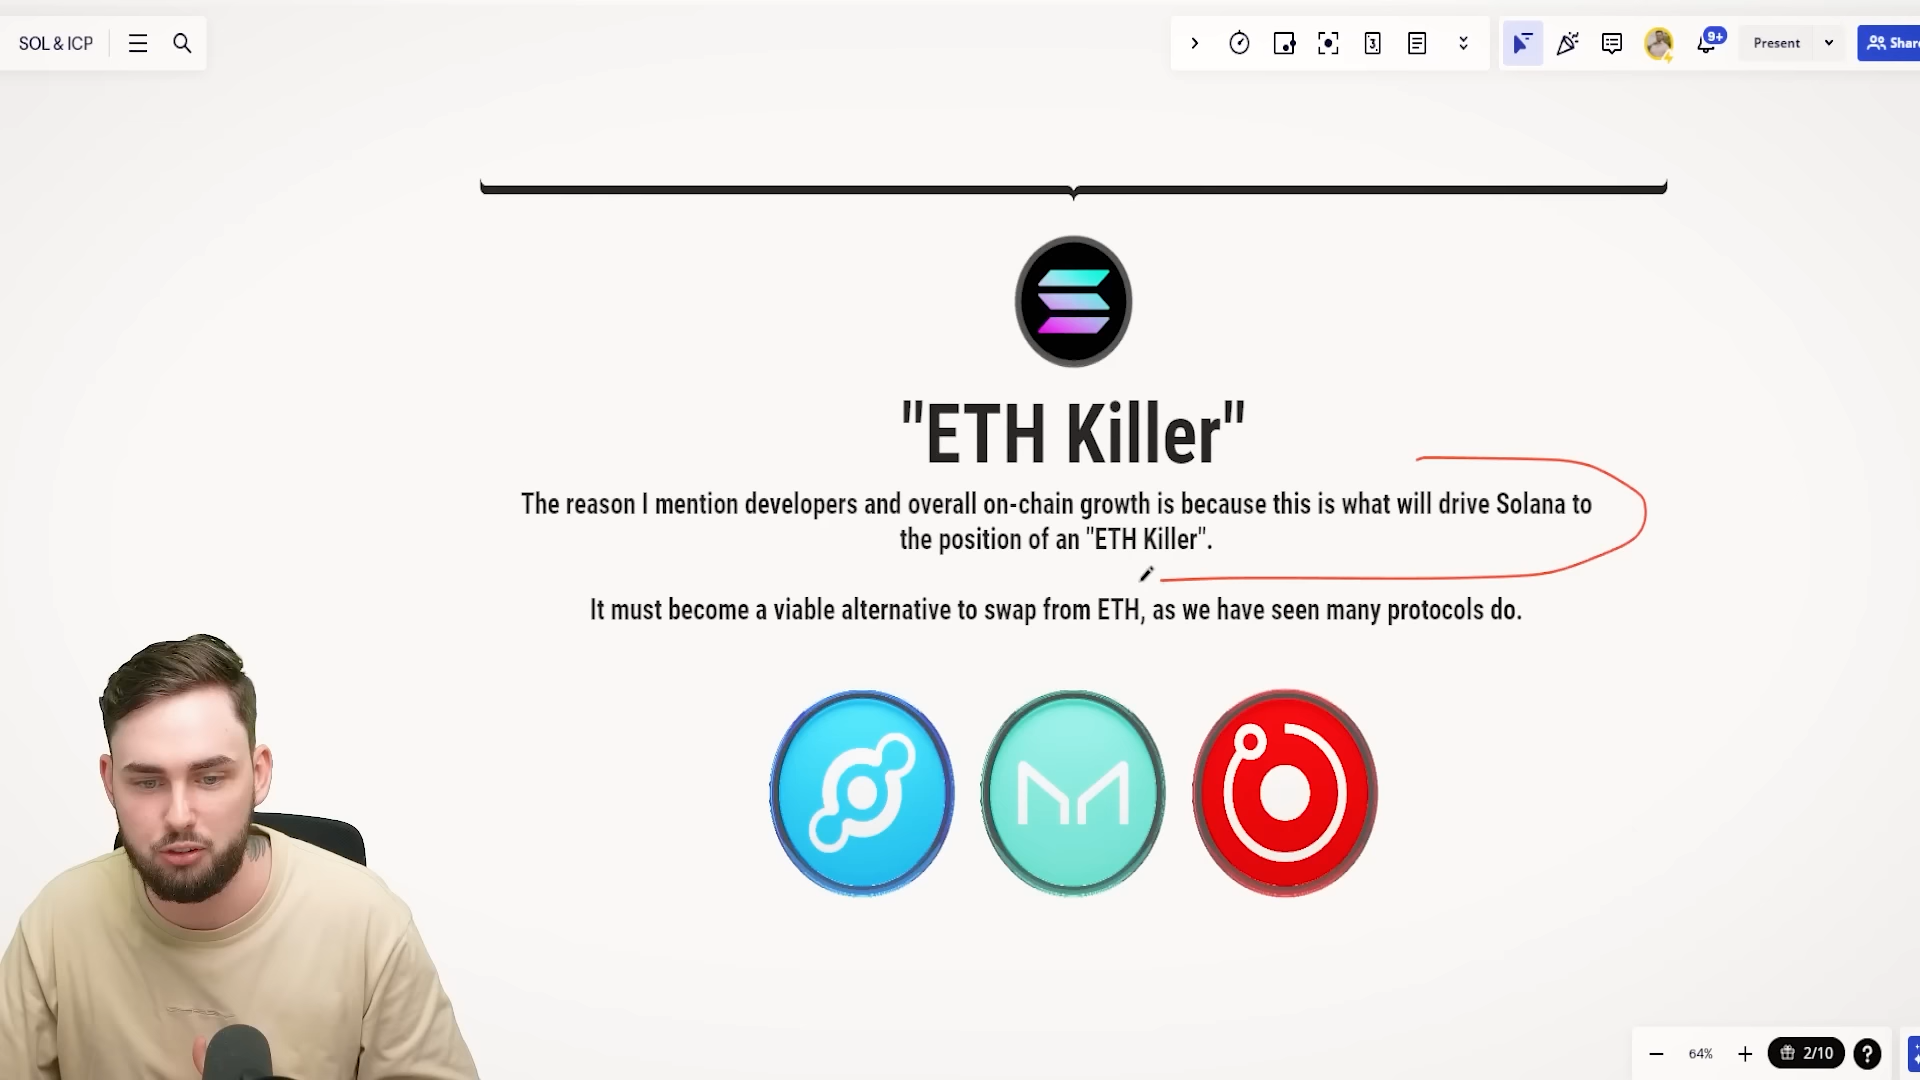 SOL & ICP
3
9+
Present
Share
"ETH Killer"
The reason I mention developers and overall on-chain growth is because this is what will drive Solana to
the position of an "ETH Killer".
It must become a viable alternative to swap from ETH, as we have seen many protocols do.
64%
2/10
?